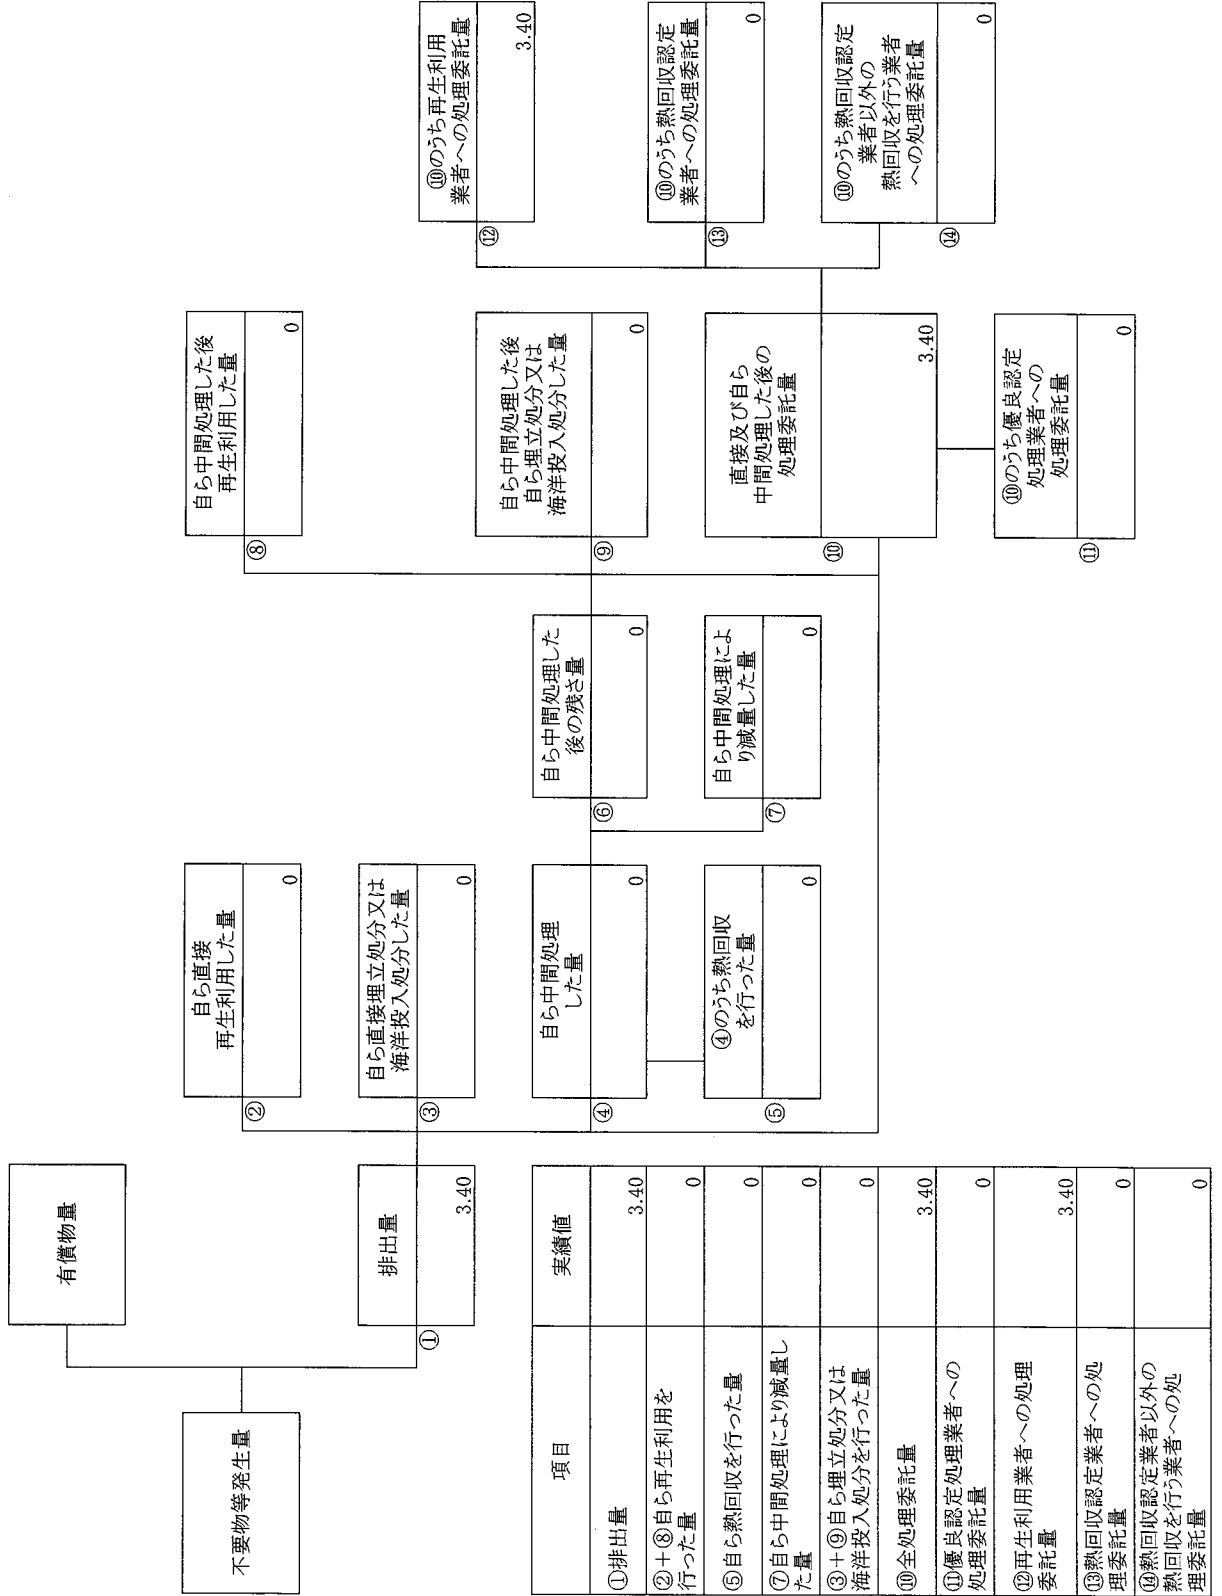 不要物等発生量
有償物量
①
排出量
3.40
②
自ら直接
再生利用した量
0
③
自ら直接埋立処分又は
海洋投入処分した量
0
④
自ら中間処理
した量
0
⑤
④のうち熱回収
を行った量
0
⑥
自ら中間処理した
後の残さ量
0
⑦
自ら中間処理によ
り減量した量
0
⑧
自ら中間処理した後
再生利用した量
0
⑨
自ら中間処理した後
自ら埋立処分又は
海洋投入処分した量
0
⑩
直接及び自ら
中間処理した後の
処理委託量
3.40
⑪
⑩のうち優良認定
処理業者への
処理委託量
0
⑫
⑩のうち再生利用
業者への処理委託量
3.40
⑬
⑩のうち熱回収認定
業者への処理委託量
0
⑭
⑩のうち熱回収認定
業者以外の
熱回収を行う業者
への処理委託量
0
項目 実績値
①排出量 3.40
②+⑧自ら再生利用を
行った量 0
⑤自ら熱回収を行った量 0
⑦自ら中間処理により減量し
た量 0
③+⑨自ら埋立処分又は
海洋投入処分を行った量 0
⑩全処理委託量 3.40
⑪優良認定処理業者への
処理委託量 0
⑫再生利用業者への処理
委託量 3.40
⑬熱回収認定業者への処
理委託量 0
⑭熱回収認定業者以外の
熱回収を行う業者への処
理委託量 0